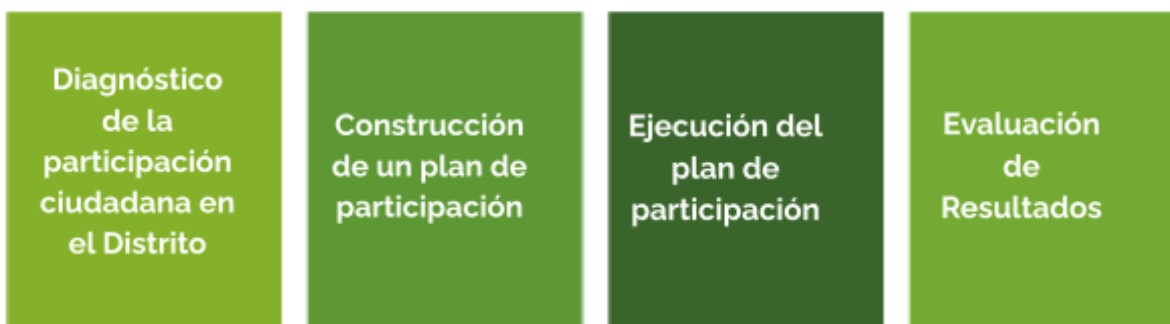 Diagnóstico
de la
participación
ciudadana en
el Distrito
Construcción
de un plan de
participación
Ejecución del
plan de
participación
Evaluación
de
Resultados